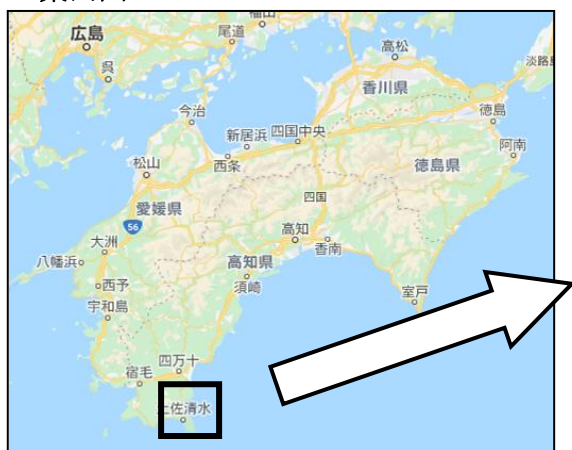 福山
尾道
広島
呉
高松
淡路島
香川県
今治
徳島
新居浜
四国中央
阿南
西条
松山
徳島県
四国
愛媛県
56
高知
大洲
香南
八幡浜
高知県
西予
須崎
室戸
宇和島
四万十
宿毛
土佐清水